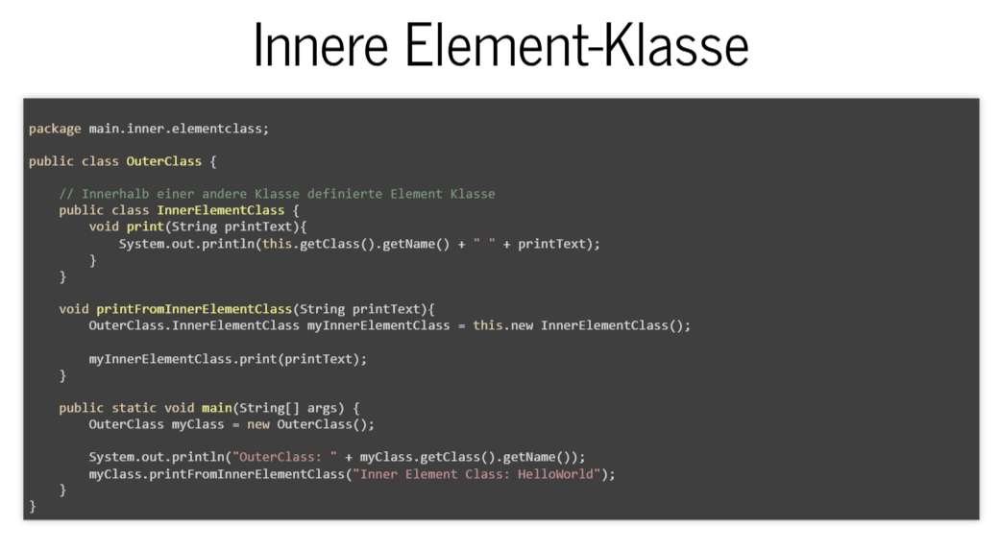 Innere Element-Klasse
package main.inner.elementclass;
public class OuterClass {
// Innerhalb einer andere Klasse definierte Element Klasse
public class InnerElementClass {
void print(String printText){
System.out.println(this.getClass().getName() + " " + printText);
}
}
void printFromInnerElementClass(String printText){
OuterClass.InnerElementClass myInnerElementClass = this.new InnerElementClass();
myInnerElementClass.print(printText);
}
public static void main(String[] args) {
OuterClass myClass = new OuterClass();
System.out.println("OuterClass: " + myClass.getClass().getName());
myClass.printFromInnerElementClass("Inner Element Class: HelloWorld");
}
}